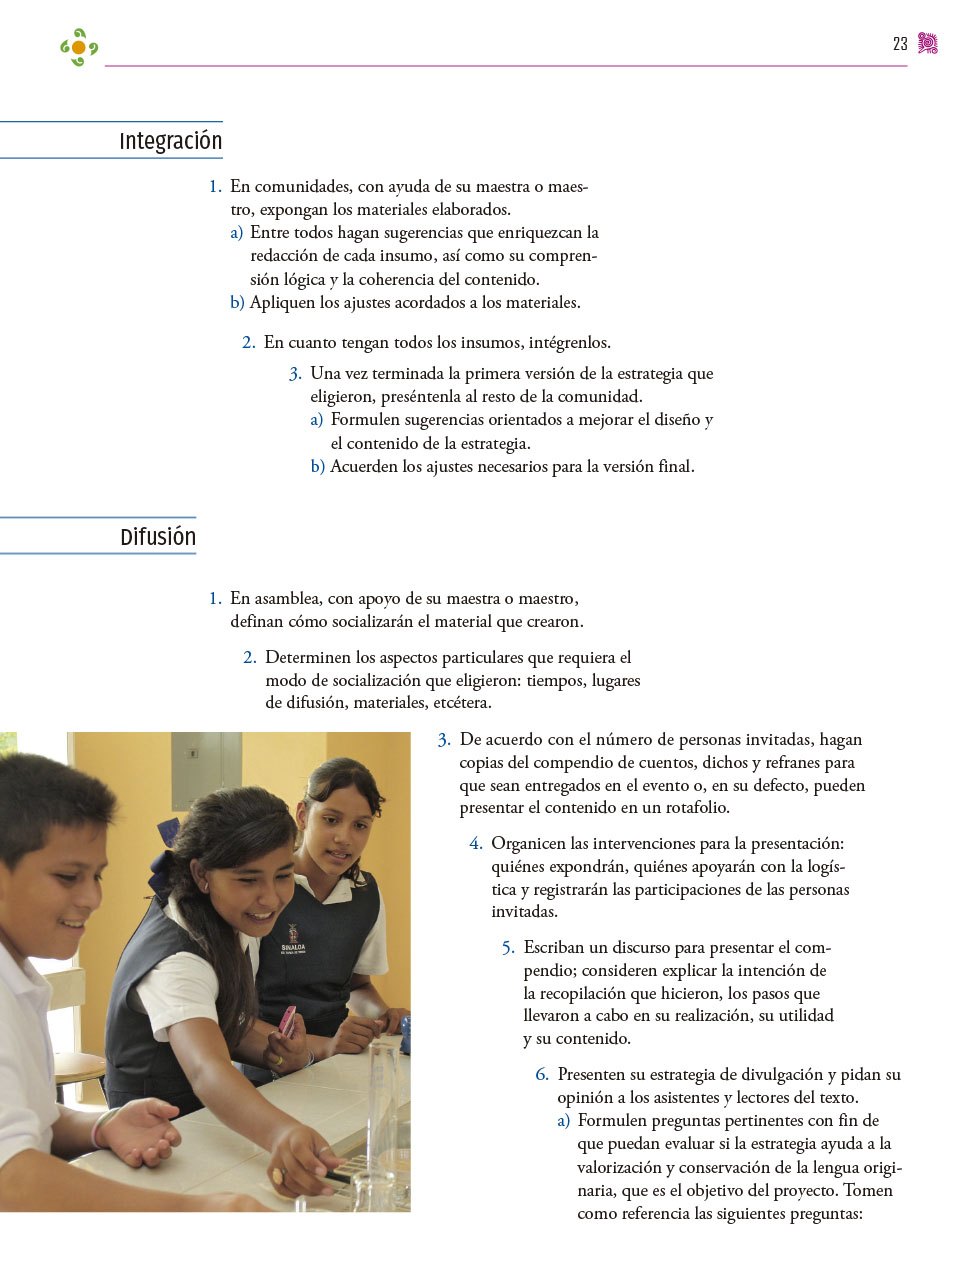 23
Integración
1. En comunidades, con ayuda de su maestra o maes-
tro, expongan los materiales elaborados.
a) Entre todos hagan sugerencias que enriquezcan la
redacción de cada insumo, así como su compren-
sión lógica y la coherencia del contenido.
b) Apliquen los ajustes acordados a los materiales.
2. En cuanto tengan todos los insumos, intégrenlos.
3. Una vez terminada la primera versión de la estrategia que
eligieron, preséntenla al resto de la comunidad.
a) Formulen sugerencias orientados a mejorar el diseño y
el contenido de la estrategia.
b) Acuerden los ajustes necesarios para la versión final.
Difusión
1. En asamblea, con apoyo de su maestra o maestro,
definan cómo socializarán el material que crearon.
2. Determinen los aspectos particulares que requiera el
modo de socialización que eligieron: tiempos, lugares
de difusión, materiales, etcétera.
3. De acuerdo con el número de personas invitadas, hagan
copias del compendio de cuentos, dichos y refranes para
que sean entregados en el evento o, en su defecto, pueden
presentar el contenido en un rotafolio.
4. Organicen las intervenciones para la presentación:
quiénes expondrán, quiénes apoyarán con la logís-
tica y registrarán las participaciones de las personas
invitadas.
5. Escriban un discurso para presentar el com-
pendio; consideren explicar la intención de
la recopilación que hicieron, los pasos que
llevaron a cabo en su realización, su utilidad
y su contenido.
6. Presenten su estrategia de divulgación y pidan su
opinión a los asistentes y lectores del texto.
a) Formulen preguntas pertinentes con fin de
que puedan evaluar si la estrategia ayuda a la
valorización y conservación de la lengua origi-
naria, que es el objetivo del proyecto. Tomen
como referencia las siguientes preguntas:
SINALOA